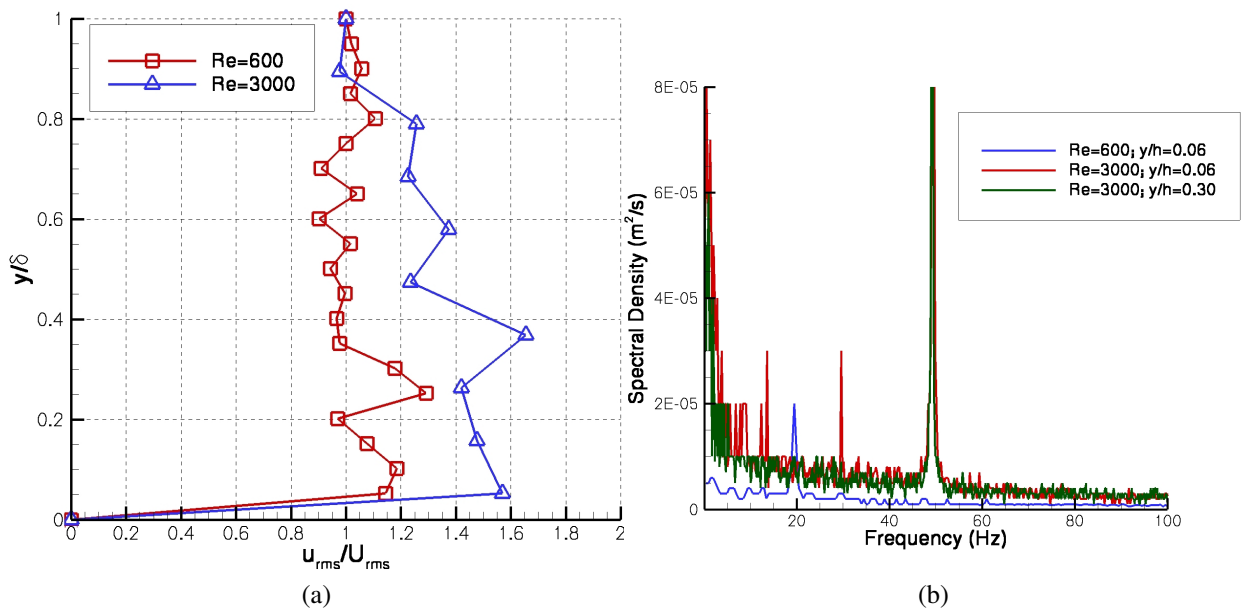 1
0.8
0.6
0.4
0.2
0
y/δ
Re=600
Re=3000
0
0.2
0.4
0.6
0.8
1
1.2
1.4
1.6
1.8
2
u_rms/U_rms
(a)
8E-05
6E-05
4E-05
2E-05
0
Spectral Density (m²/s)
Re=600; y/h=0.06
Re=3000; y/h=0.06
Re=3000; y/h=0.30
20
40
60
80
100
Frequency (Hz)
(b)